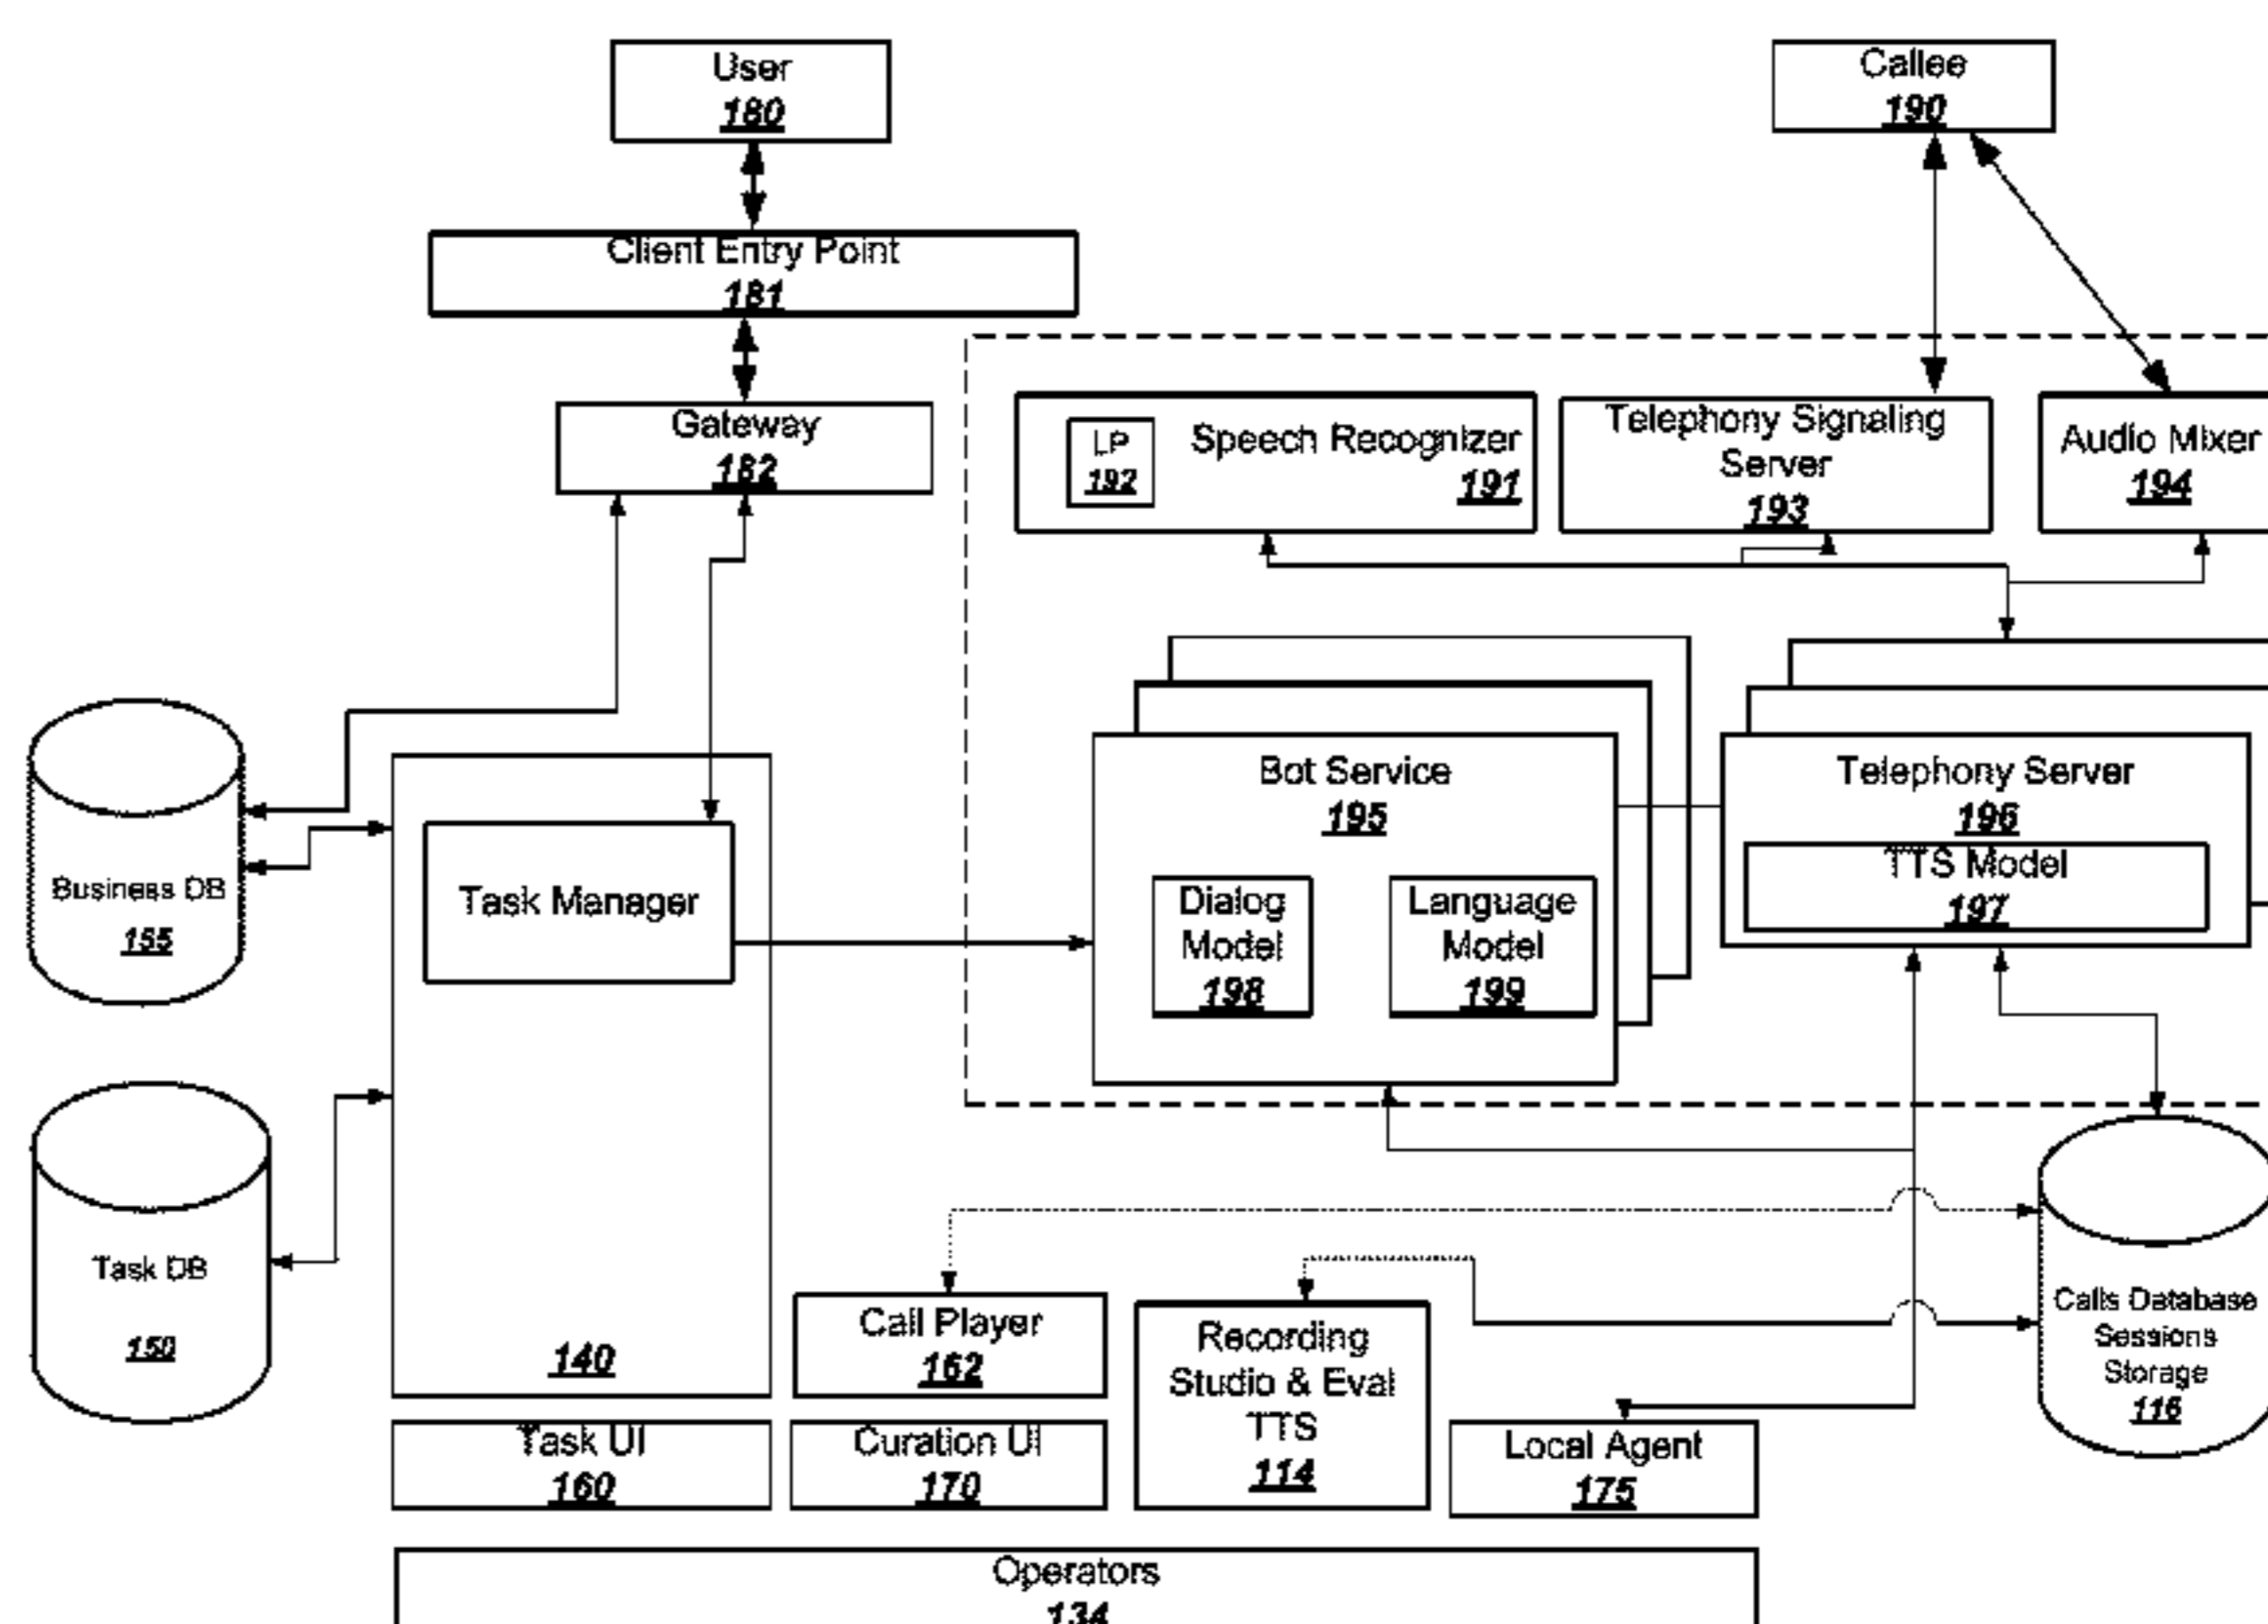 User
180
Callee
190
Client Entry Point
181
Gateway
182
LP
192
Speech Recognizer
191
Telephony Signaling
Server
193
Audio Mixer
194
Business DB
155
Task Manager
Bot Service
195
Dialog
Model
198
Language
Model
199
Telephony Server
196
TTS Model
197
Task DB
150
140
Call Player
162
Recording
Studio & Eval
TTS
114
Calls Database
Sessions
Storage
116
Task UI
160
Curation UI
170
Local Agent
175
Operators
134